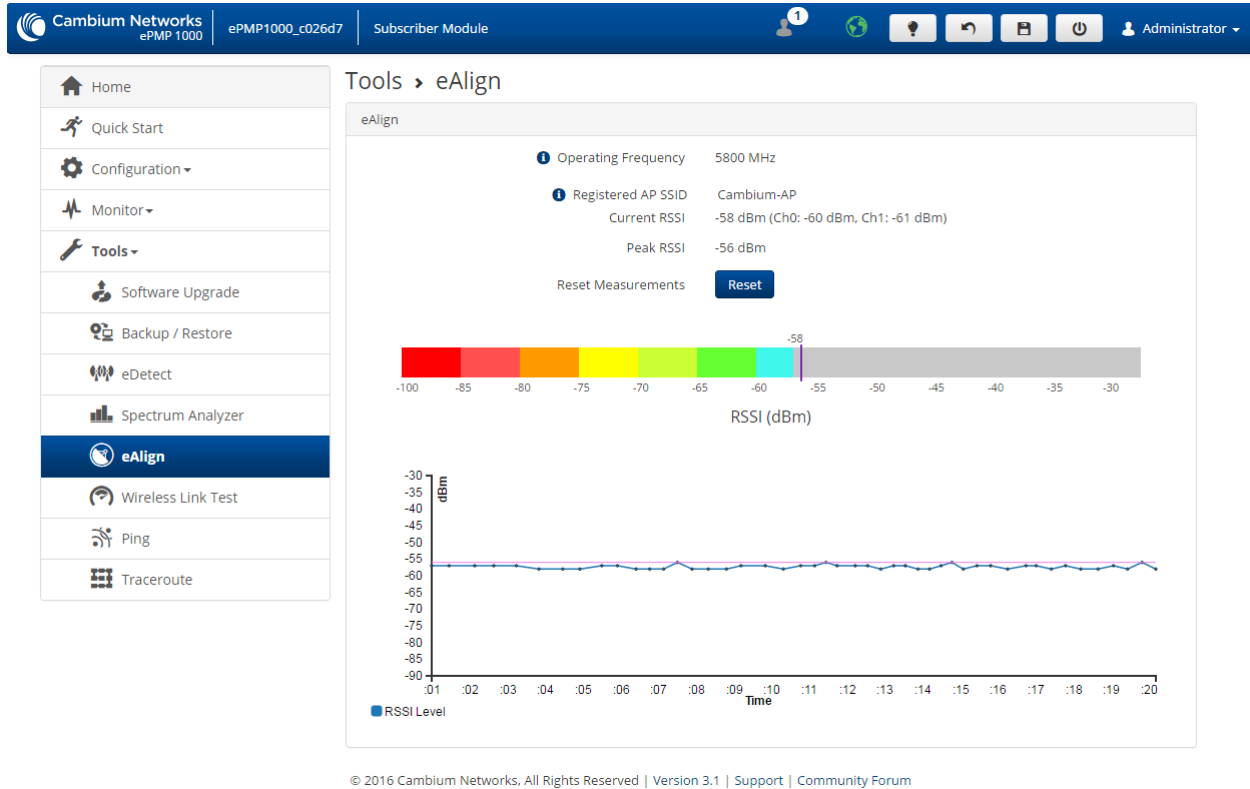 Cambium Networks
ePMP 1000
ePMP1000_c026d7
Subscriber Module
1
Administrator
Home
Quick Start
Configuration
Monitor
Tools
Software Upgrade
Backup / Restore
eDetect
Spectrum Analyzer
eAlign
Wireless Link Test
Ping
Traceroute
Tools > eAlign
eAlign
Operating Frequency 5800 MHz
Registered AP SSID Cambium-AP
Current RSSI -58 dBm (Ch0: -60 dBm, Ch1: -61 dBm)
Peak RSSI -56 dBm
Reset Measurements Reset
-58
-100 -85 -80 -75 -70 -65 -60 -55 -50 -45 -40 -35 -30
RSSI (dBm)
dBm
-30
-35
-40
-45
-50
-55
-60
-65
-70
-75
-80
-85
-90
:01 :02 :03 :04 :05 :06 :07 :08 :09 :10 :11 :12 :13 :14 :15 :16 :17 :18 :19 :20
Time
RSSI Level
© 2016 Cambium Networks, All Rights Reserved | Version 3.1 | Support | Community Forum